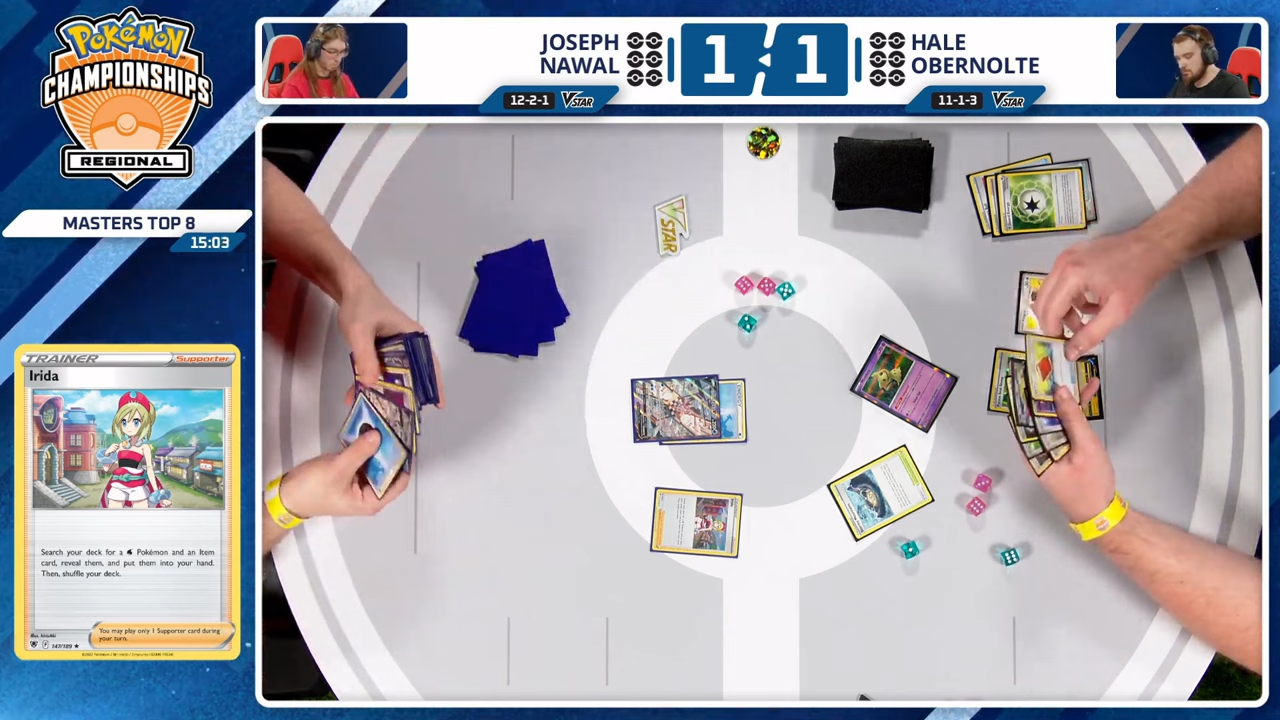 Pokémon
CHAMPIONSHIPS
REGIONAL
MASTERS TOP 8
15:03
JOSEPH
NAWAL
12-2-1 VSTAR
1 1
HALE
OBERNOLTE
11-1-3 VSTAR
TRAINER Supporter
Irida
Search your deck for a Pokémon and an Item
card, reveal them, and put them into your hand.
Then, shuffle your deck.
You may play only 1 Supporter card during
your turn.
147/189
VSTAR